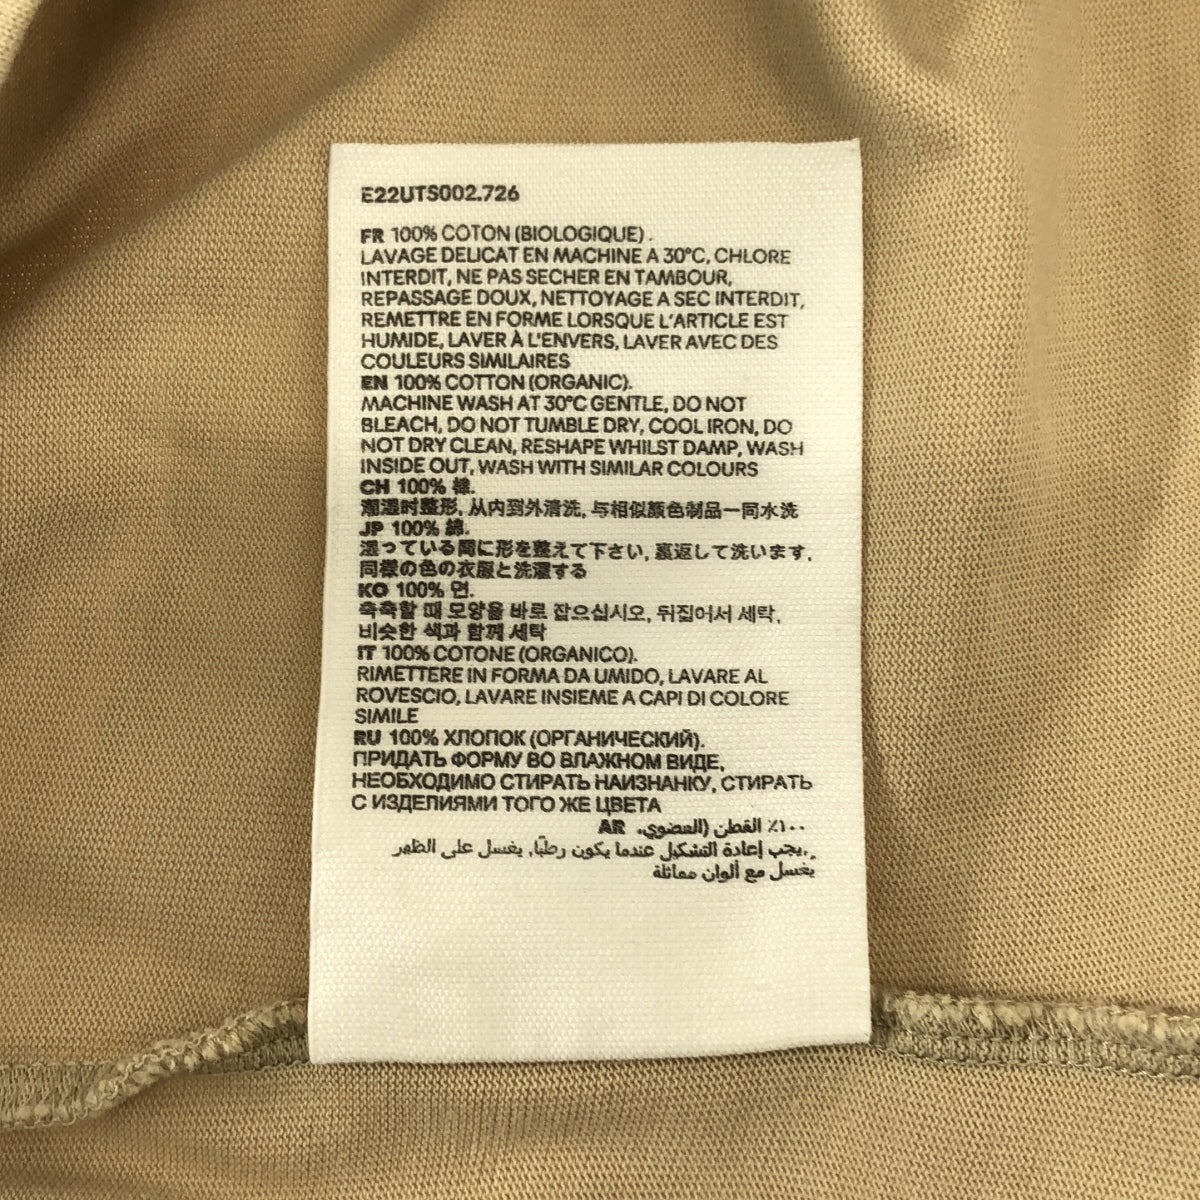 E22UTS002.726
FR 100% COTON (BIOLOGIQUE).
LAVAGE DELICAT EN MACHINE A 30°C, CHLORE
INTERDIT, NE PAS SECHER EN TAMBOUR,
REPASSAGE DOUX, NETTOYAGE A SEC INTERDIT,
REMETTRE EN FORME LORSQUE L'ARTICLE EST
HUMIDE, LAVER À L'ENVERS, LAVER AVEC DES
COULEURS SIMILAIRES
EN 100% COTTON (ORGANIC).
MACHINE WASH AT 30°C GENTLE, DO NOT
BLEACH, DO NOT TUMBLE DRY, COOL IRON, DO
NOT DRY CLEAN, RESHAPE WHILST DAMP, WASH
INSIDE OUT, WASH WITH SIMILAR COLOURS
CH 100% 棉.
潮湿时整形, 从内到外清洗, 与相似颜色制品一同水洗
JP 100% 綿.
湿っている間に形を整えて下さい, 裏返して洗います,
同様の色の衣服と洗濯する
KO 100% 면.
축축할 때 모양을 바로 잡으십시오, 뒤집어서 세탁,
비슷한 색과 함께 세탁
IT 100% COTONE (ORGANICO).
RIMETTERE IN FORMA DA UMIDO, LAVARE AL
ROVESCIO, LAVARE INSIEME A CAPI DI COLORE
SIMILE
RU 100% ХЛОПОК (ОРГАНИЧЕСКИЙ).
ПРИДАТЬ ФОРМУ ВО ВЛАЖНОМ ВИДЕ,
НЕОБХОДИМО СТИРАТЬ НАИЗНАНКУ, СТИРАТЬ
С ИЗДЕЛИЯМИ ТОГО ЖЕ ЦВЕТА
١٠٠٪ القطن (العضوي. AR
يجب إعادة التشكيل عندما يكون رطبًا, يغسل على الظهر,
يغسل مع ألوان مماثلة